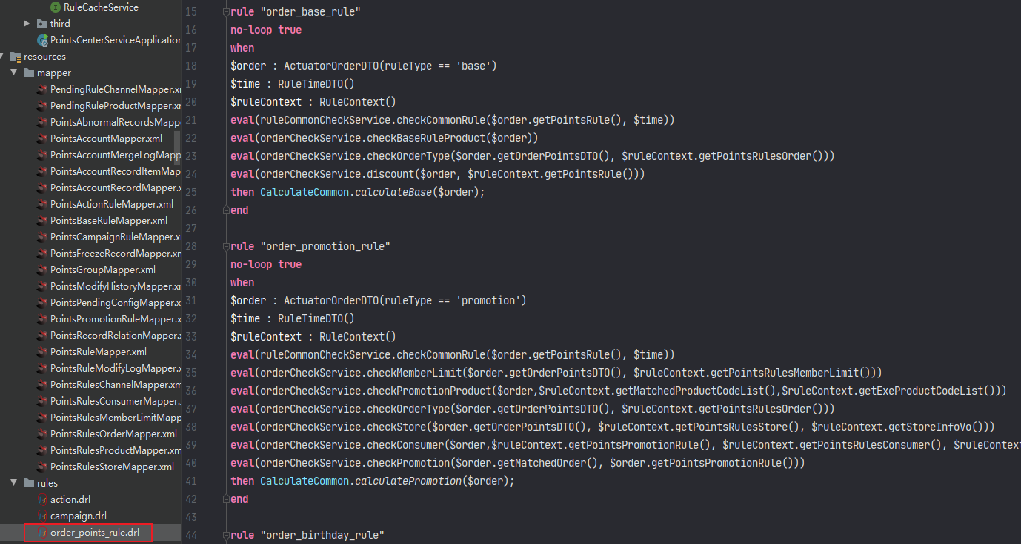 RuleCacheService
third
PointsCenterServiceApplication
resources
mapper
PendingRuleChannelMapper.x
PendingRuleProductMapper.x
PointsAbnormalRecordsMapp
PointsAccountMapper.xml
PointsAccountMergeLogMapp
PointsAccountRecordItemMap
PointsAccountRecordMapper.x
PointsActionRuleMapper.xml
PointsBaseRuleMapper.xml
PointsCampaignRuleMapper.x
PointsFreezeRecordMapper.xm
PointsGroupMapper.xml
PointsModifyHistoryMapper.xm
PointsPendingConfigMapper.xm
PointsPromotionRuleMapper.x
PointsRecordRelationMapper.x
PointsRuleMapper.xml
PointsRuleModifyLogMapper.x
PointsRulesChannelMapper.xm
PointsRulesConsumerMapper.
PointsRulesMemberLimitMapp
PointsRulesOrderMapper.xml
PointsRulesProductMapper.xm
PointsRulesStoreMapper.xml
rules
action.drl
campaign.drl
order_points_rule.drl
15 rule "order_base_rule"
16 no-loop true
17 when
18 $order : ActuatorOrderDTO(ruleType == 'base')
19 $time : RuleTimeDTO()
20 $ruleContext : RuleContext()
21 eval(ruleCommonCheckService.checkCommonRule($order.getPointsRule(), $time))
22 eval(orderCheckService.checkBaseRuleProduct($order))
23 eval(orderCheckService.checkOrderType($order.getOrderPointsDTO(), $ruleContext.getPointsRulesOrder()))
24 eval(orderCheckService.discount($order, $ruleContext.getPointsRule()))
25 then CalculateCommon.calculateBase($order);
26 end
27
28 rule "order_promotion_rule"
29 no-loop true
30 when
31 $order : ActuatorOrderDTO(ruleType == 'promotion')
32 $time : RuleTimeDTO()
33 $ruleContext : RuleContext()
34 eval(ruleCommonCheckService.checkCommonRule($order.getPointsRule(), $time))
35 eval(orderCheckService.checkMemberLimit($order.getOrderPointsDTO(), $ruleContext.getPointsRulesMemberLimit()))
36 eval(orderCheckService.checkPromotionProduct($order,$ruleContext.getMatchedProductCodeList(),$ruleContext.getExeProductCodeList()))
37 eval(orderCheckService.checkOrderType($order.getOrderPointsDTO(), $ruleContext.getPointsRulesOrder()))
38 eval(orderCheckService.checkStore($order.getOrderPointsDTO(), $ruleContext.getPointsRulesStore(), $ruleContext.getStoreInfoVo()))
39 eval(orderCheckService.checkConsumer($order,$ruleContext.getPointsPromotionRule(), $ruleContext.getPointsRulesConsumer(), $ruleContext
40 eval(orderCheckService.checkPromotion($order.getMatchedOrder(), $order.getPointsPromotionRule()))
41 then CalculateCommon.calculatePromotion($order);
42 end
43
44 rule "order_birthday_rule"